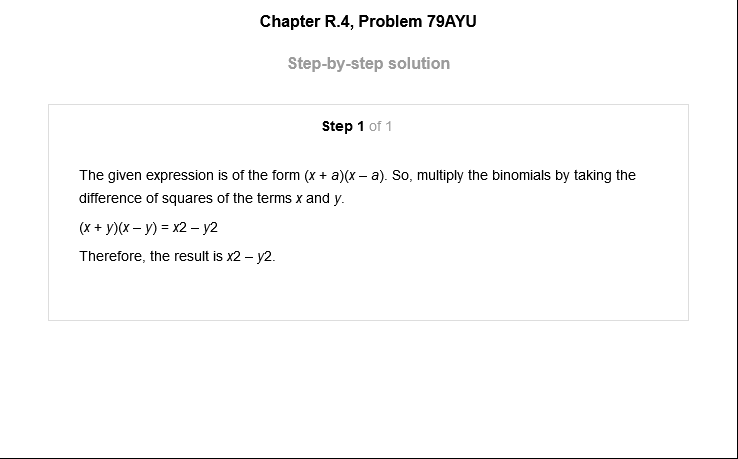 Chapter R.4, Problem 79AYU
Step-by-step solution
Step 1 of 1
The given expression is of the form (x + a)(x – a). So, multiply the binomials by taking the
difference of squares of the terms x and y.
(x + y)(x – y) = x2 – y2
Therefore, the result is x2 – y2.